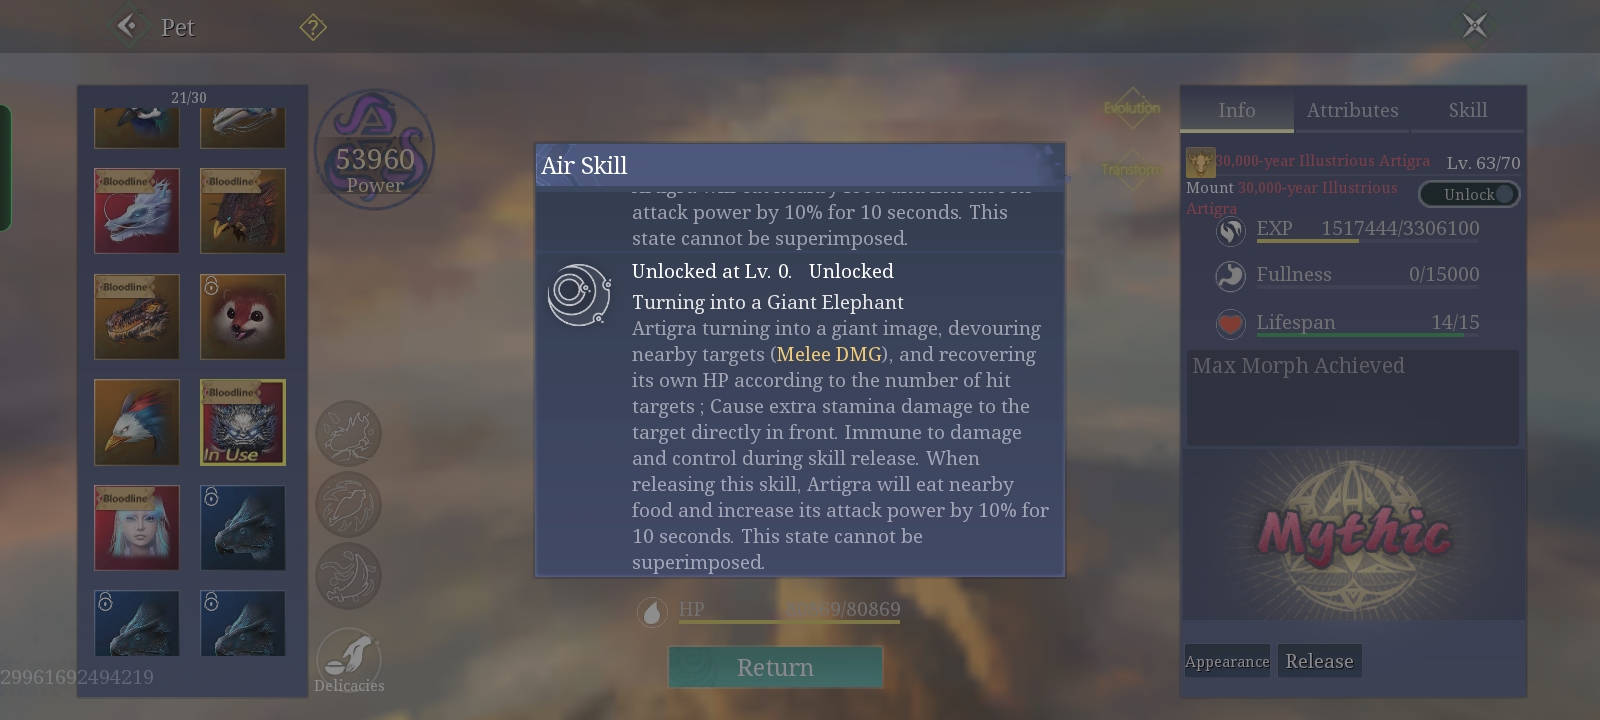 Pet
?
21/30
Bloodline
Bloodline
Bloodline
Bloodline
In Use
Bloodline
29961692494219
53960
Power
Delicacies
Air Skill
attack power by 10% for 10 seconds. This
state cannot be superimposed.
Unlocked at Lv. 0. Unlocked
Turning into a Giant Elephant
Artigra turning into a giant image, devouring
nearby targets (Melee DMG), and recovering
its own HP according to the number of hit
targets ; Cause extra stamina damage to the
target directly in front. Immune to damage
and control during skill release. When
releasing this skill, Artigra will eat nearby
food and increase its attack power by 10% for
10 seconds. This state cannot be
superimposed.
HP /80869
Return
Evolution
Transform
Info Attributes Skill
30,000-year Illustrious Artigra Lv. 63/70
Mount 30,000-year Illustrious
Artigra
Unlock
EXP 1517444/3306100
Fullness 0/15000
Lifespan 14/15
Max Morph Achieved
Mythic
Appearance Release